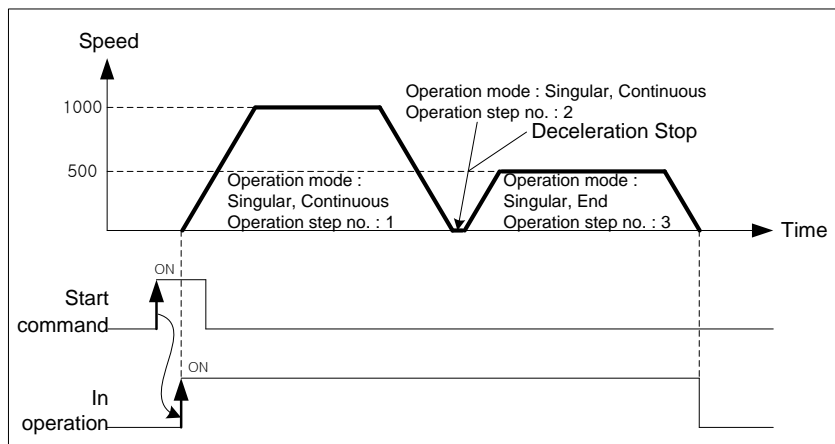 Speed
Operation mode : Singular, Continuous
Operation step no. : 2
Deceleration Stop
1000
500
Operation mode :
Singular, Continuous
Operation step no. : 1
Operation mode :
Singular, End
Operation step no. : 3
Time
ON
Start
command
ON
In
operation